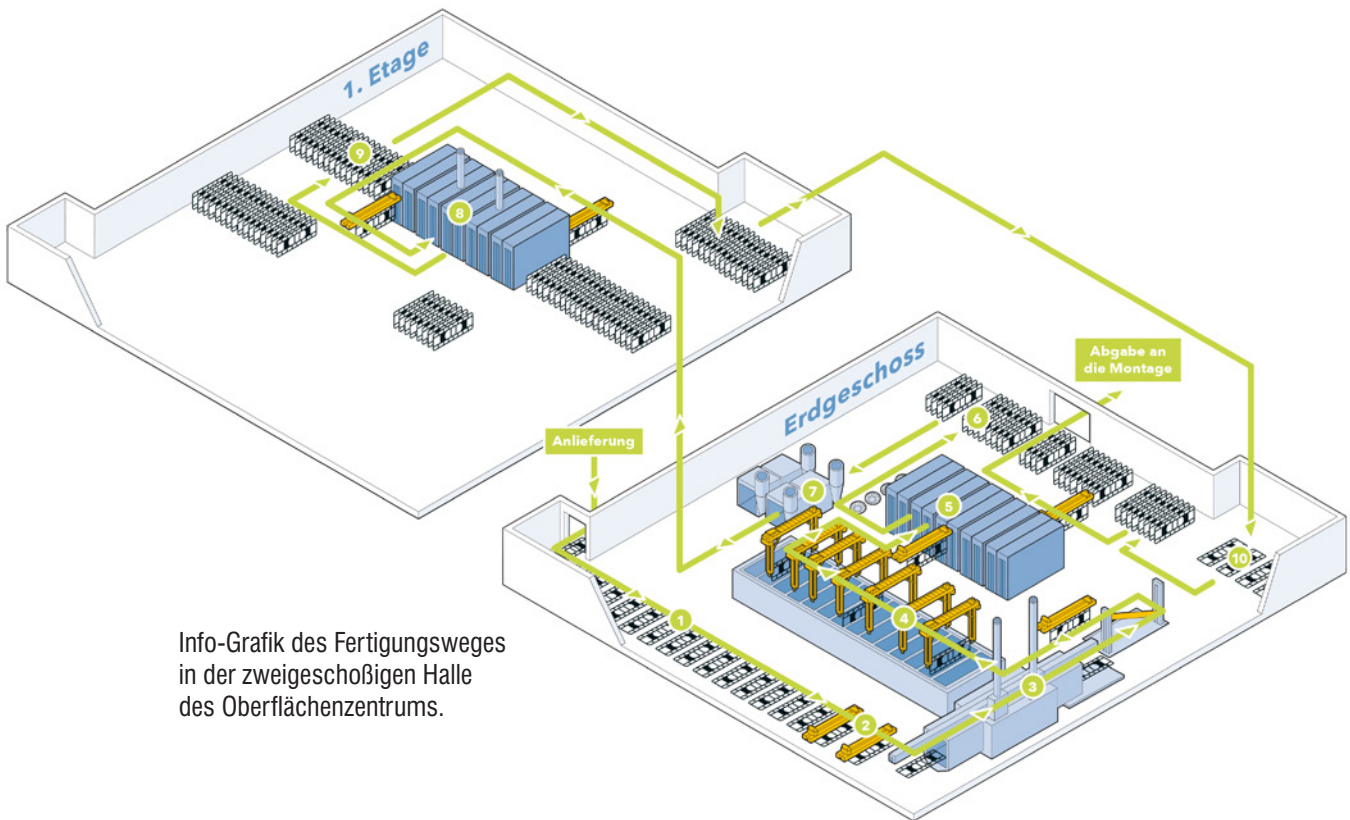 1. Etage
9
8
Erdgeschoss
Abgabe an
die Montage
Anlieferung
6
7
5
10
1
4
3
2
Info-Grafik des Fertigungsweges
in der zweigeschoßigen Halle
des Oberflächenzentrums.